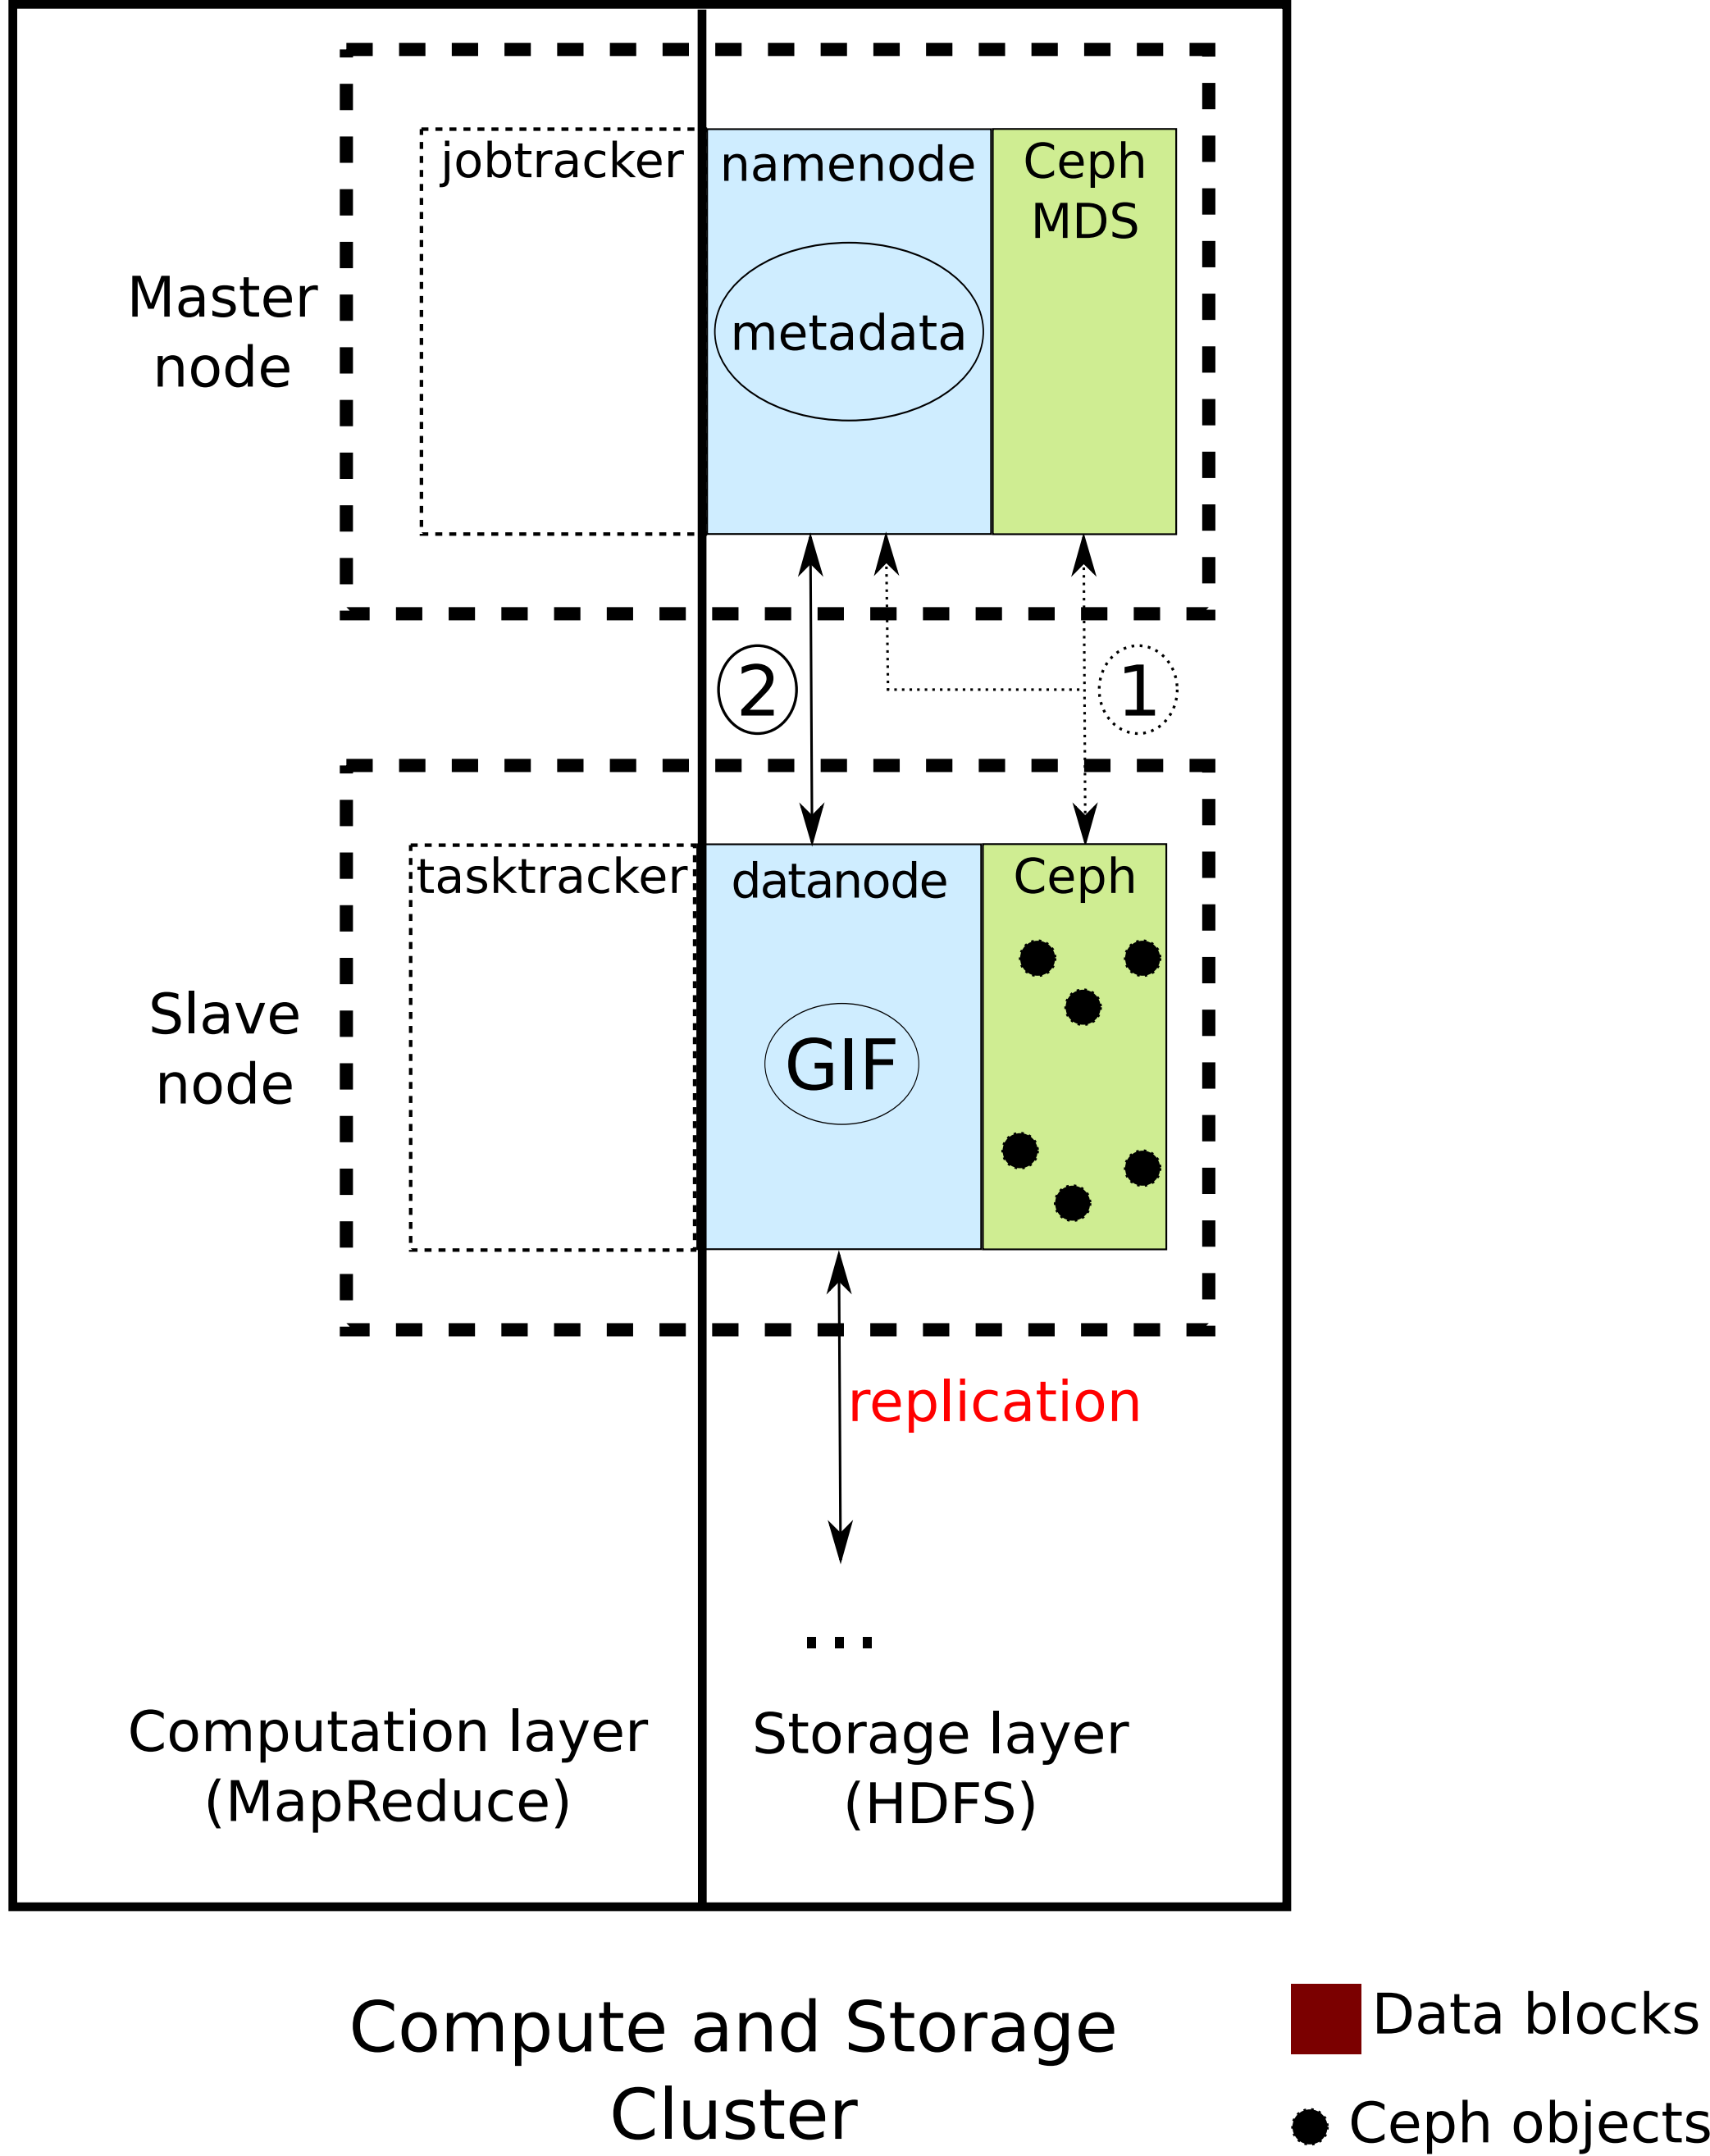 jobtracker
namenode
Ceph
MDS
metadata
Master
node
2
1
tasktracker
datanode
Ceph
GIF
Slave
node
replication
...
Computation layer
(MapReduce)
Storage layer
(HDFS)
Compute and Storage
Cluster
Data blocks
Ceph objects